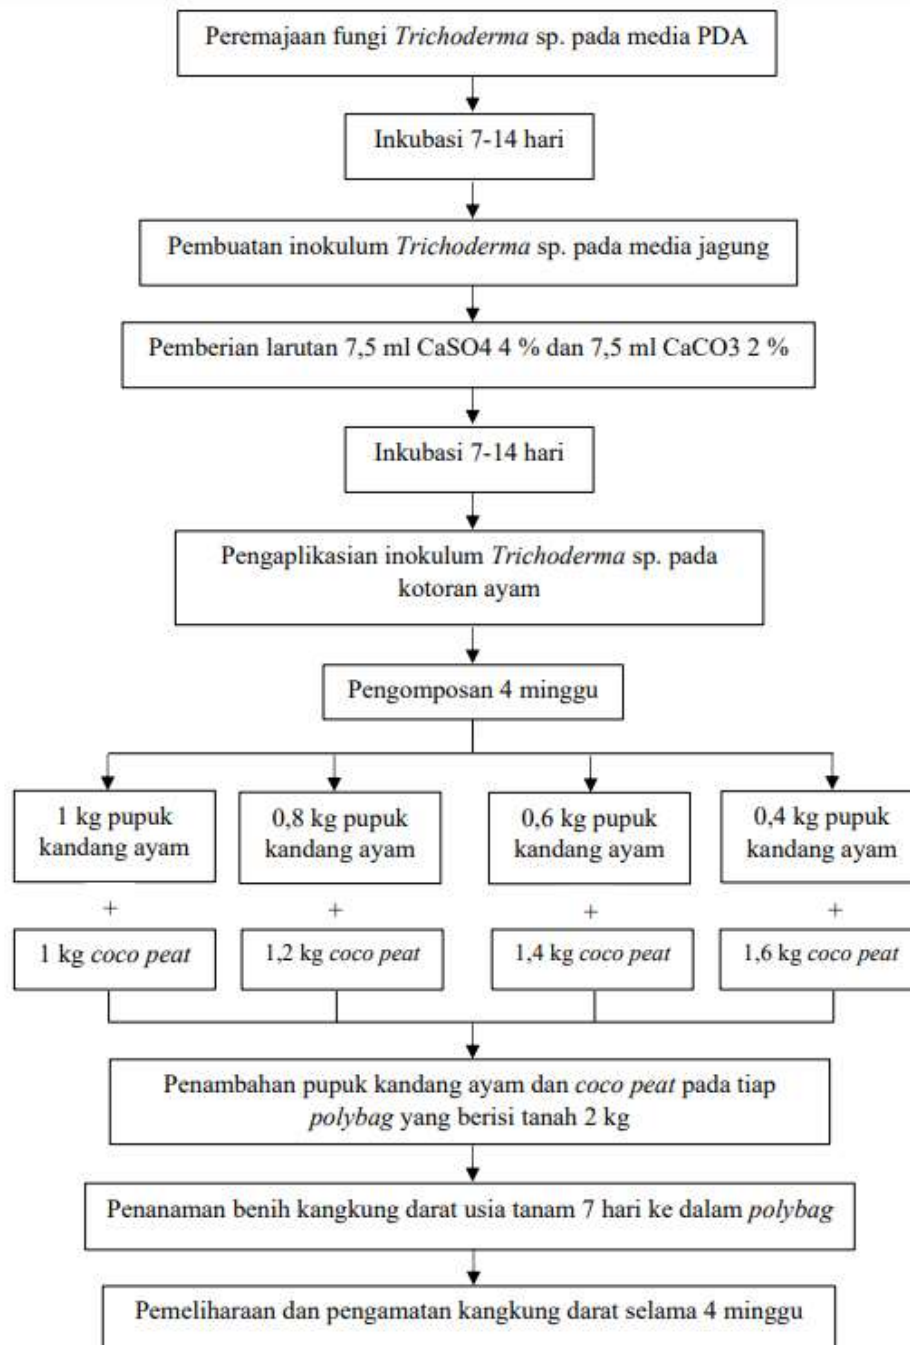 Peremajaan fungi Trichoderma sp. pada media PDA
Inkubasi 7-14 hari
Pembuatan inokulum Trichoderma sp. pada media jagung
Pemberian larutan 7,5 ml CaSO4 4 % dan 7,5 ml CaCO3 2 %
Inkubasi 7-14 hari
Pengaplikasian inokulum Trichoderma sp. pada
kotoran ayam
Pengomposan 4 minggu
1 kg pupuk
kandang ayam
+
1 kg coco peat
0,8 kg pupuk
kandang ayam
+
1,2 kg coco peat
0,6 kg pupuk
kandang ayam
+
1,4 kg coco peat
0,4 kg pupuk
kandang ayam
+
1,6 kg coco peat
Penambahan pupuk kandang ayam dan coco peat pada tiap
polybag yang berisi tanah 2 kg
Penanaman benih kangkung darat usia tanam 7 hari ke dalam polybag
Pemeliharaan dan pengamatan kangkung darat selama 4 minggu